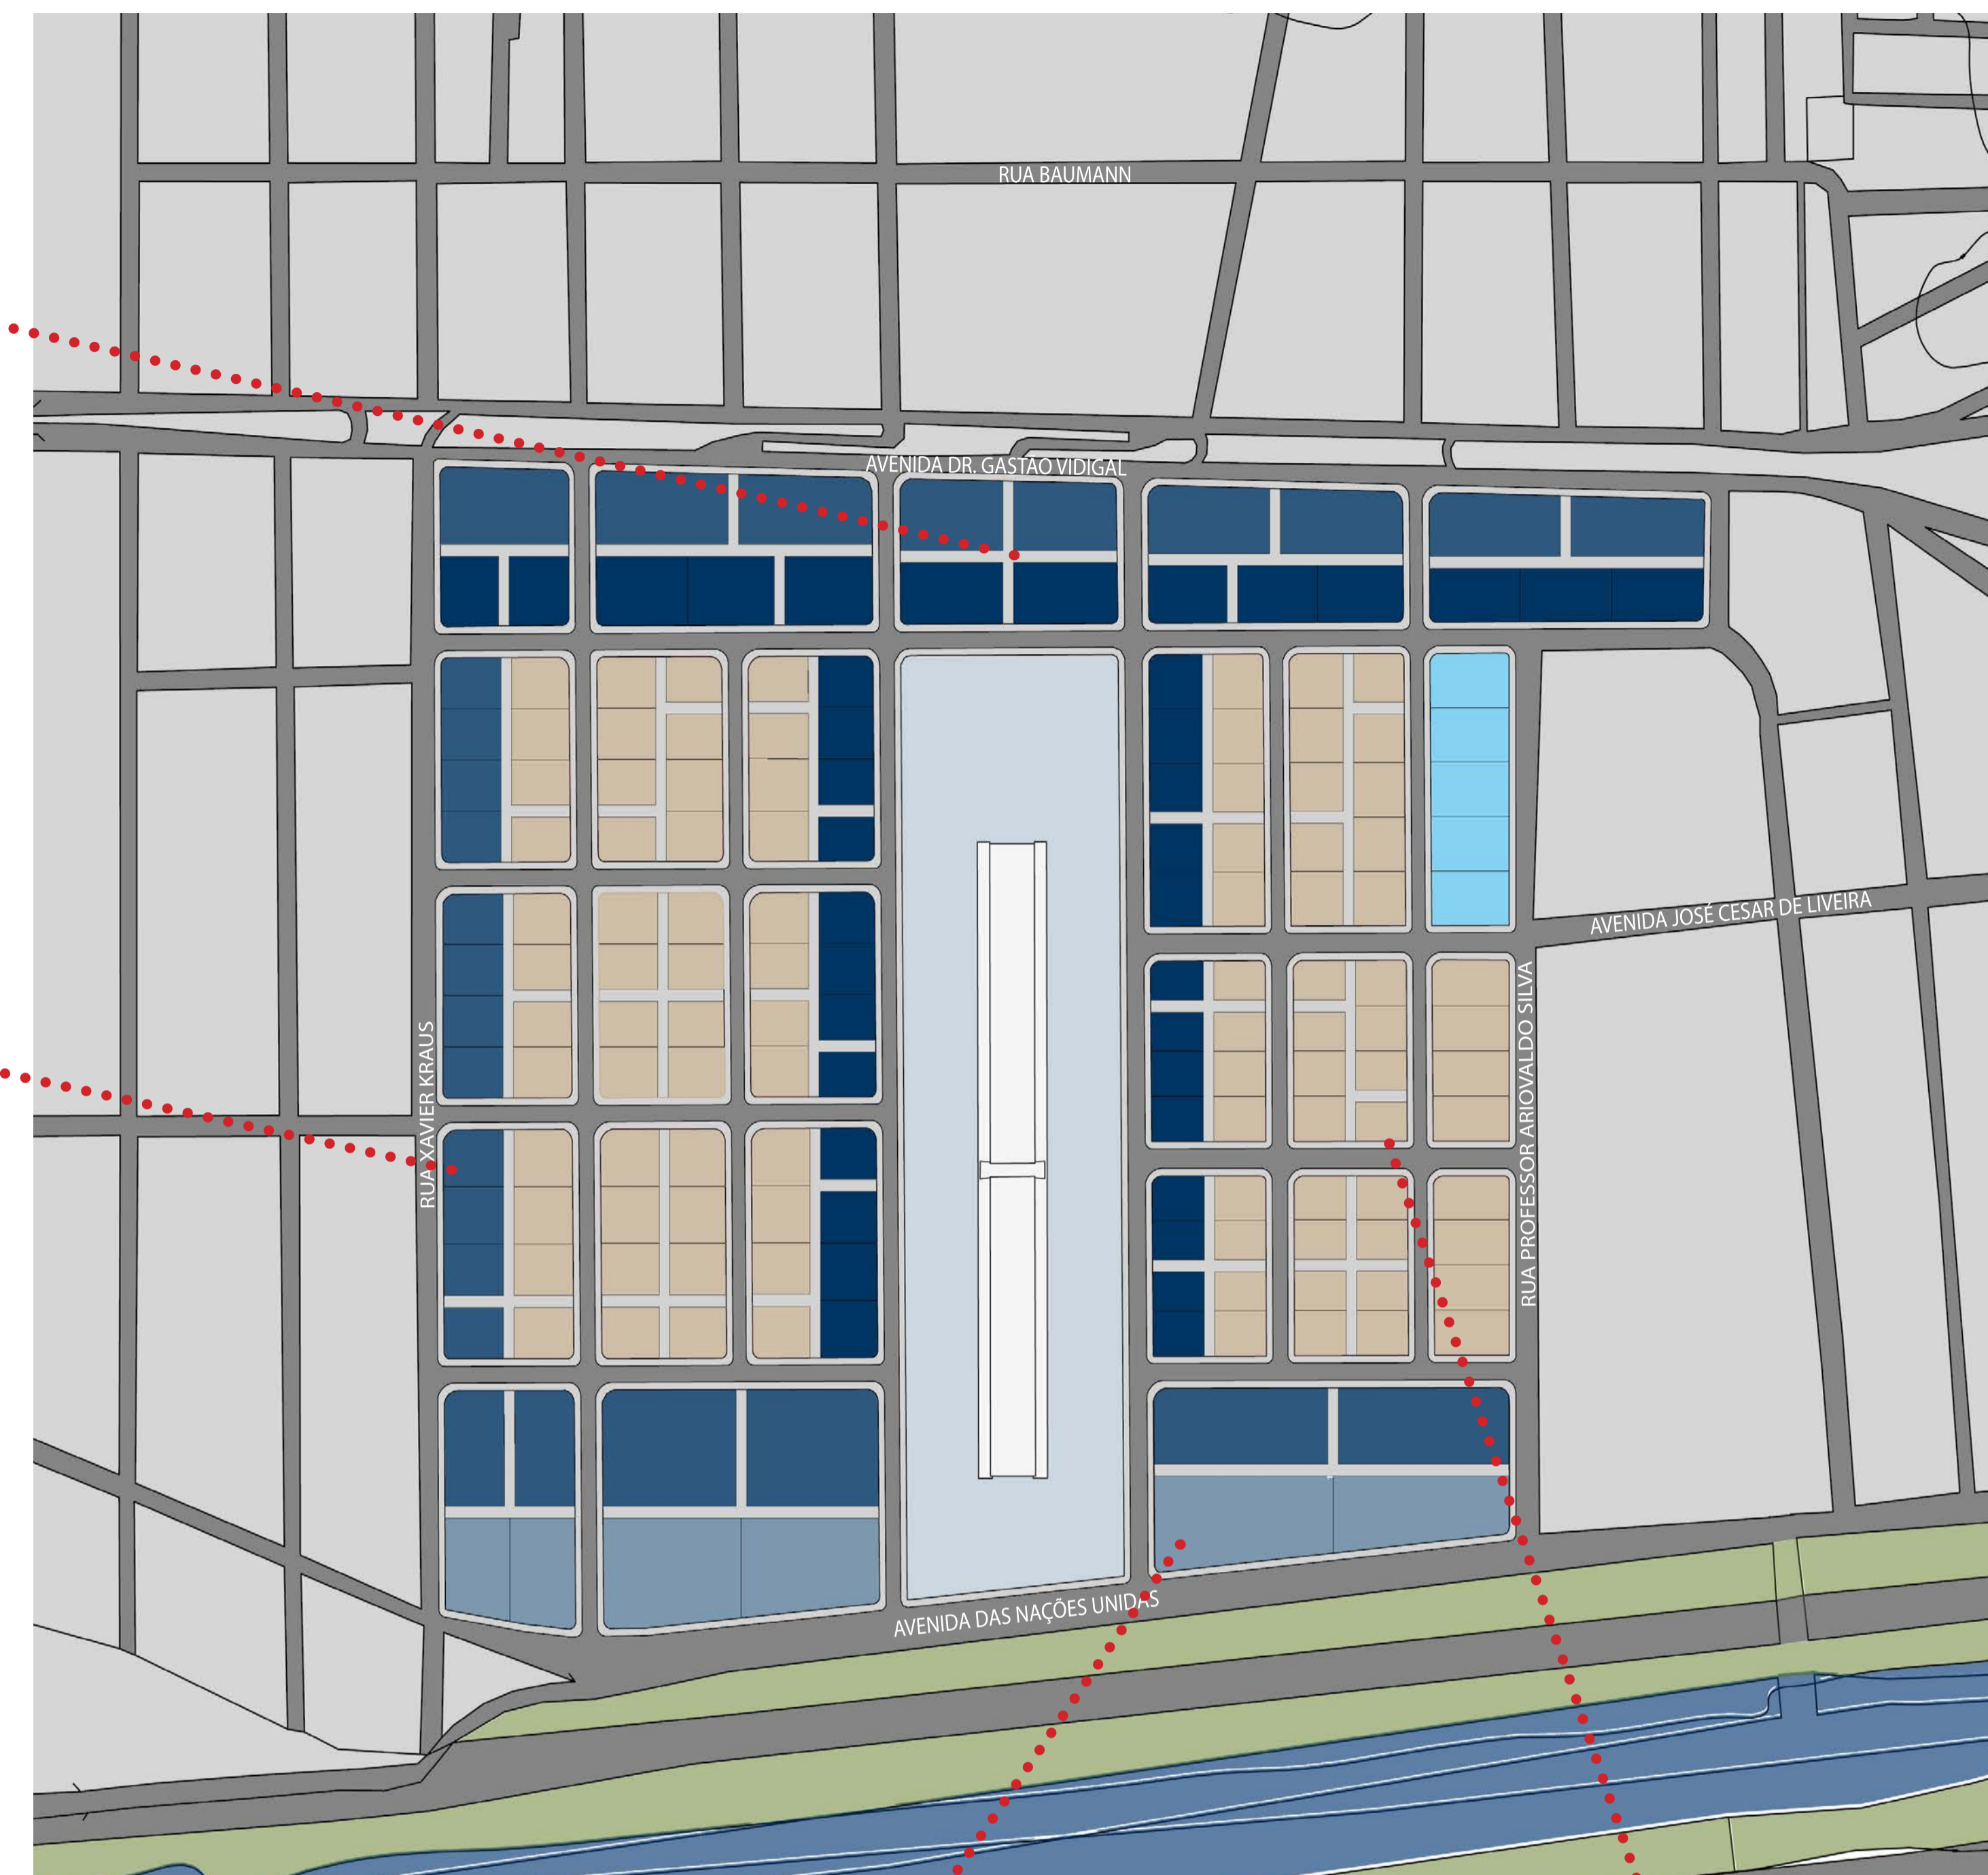 RUA BAUMANN
AVENIDA DR. GASTÃO VIDIGAL
AVENIDA JOSÉ CESAR DE LIVEIRA
RUA XAVIER KRAUS
RUA PROFESSOR ARIOVALDO SILVA
AVENIDA DAS NAÇÕES UNIDAS